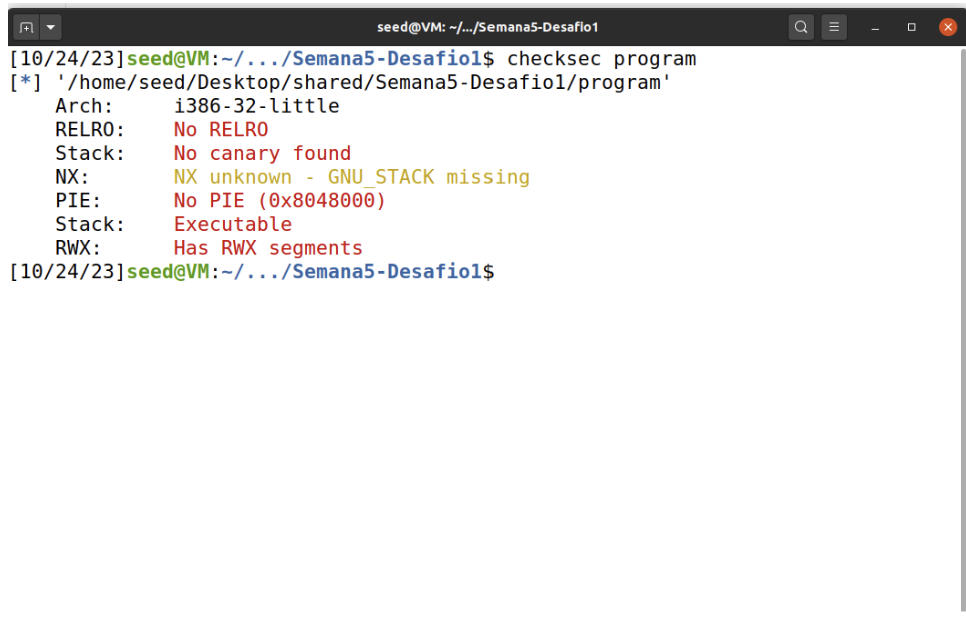 seed@VM: ~/.../Semana5-Desafio1
[10/24/23]seed@VM:~/.../Semana5-Desafio1$ checksec program
[*] '/home/seed/Desktop/shared/Semana5-Desafio1/program'
    Arch:     i386-32-little
    RELRO:    No RELRO
    Stack:    No canary found
    NX:       NX unknown - GNU_STACK missing
    PIE:      No PIE (0x8048000)
    Stack:    Executable
    RWX:      Has RWX segments
[10/24/23]seed@VM:~/.../Semana5-Desafio1$